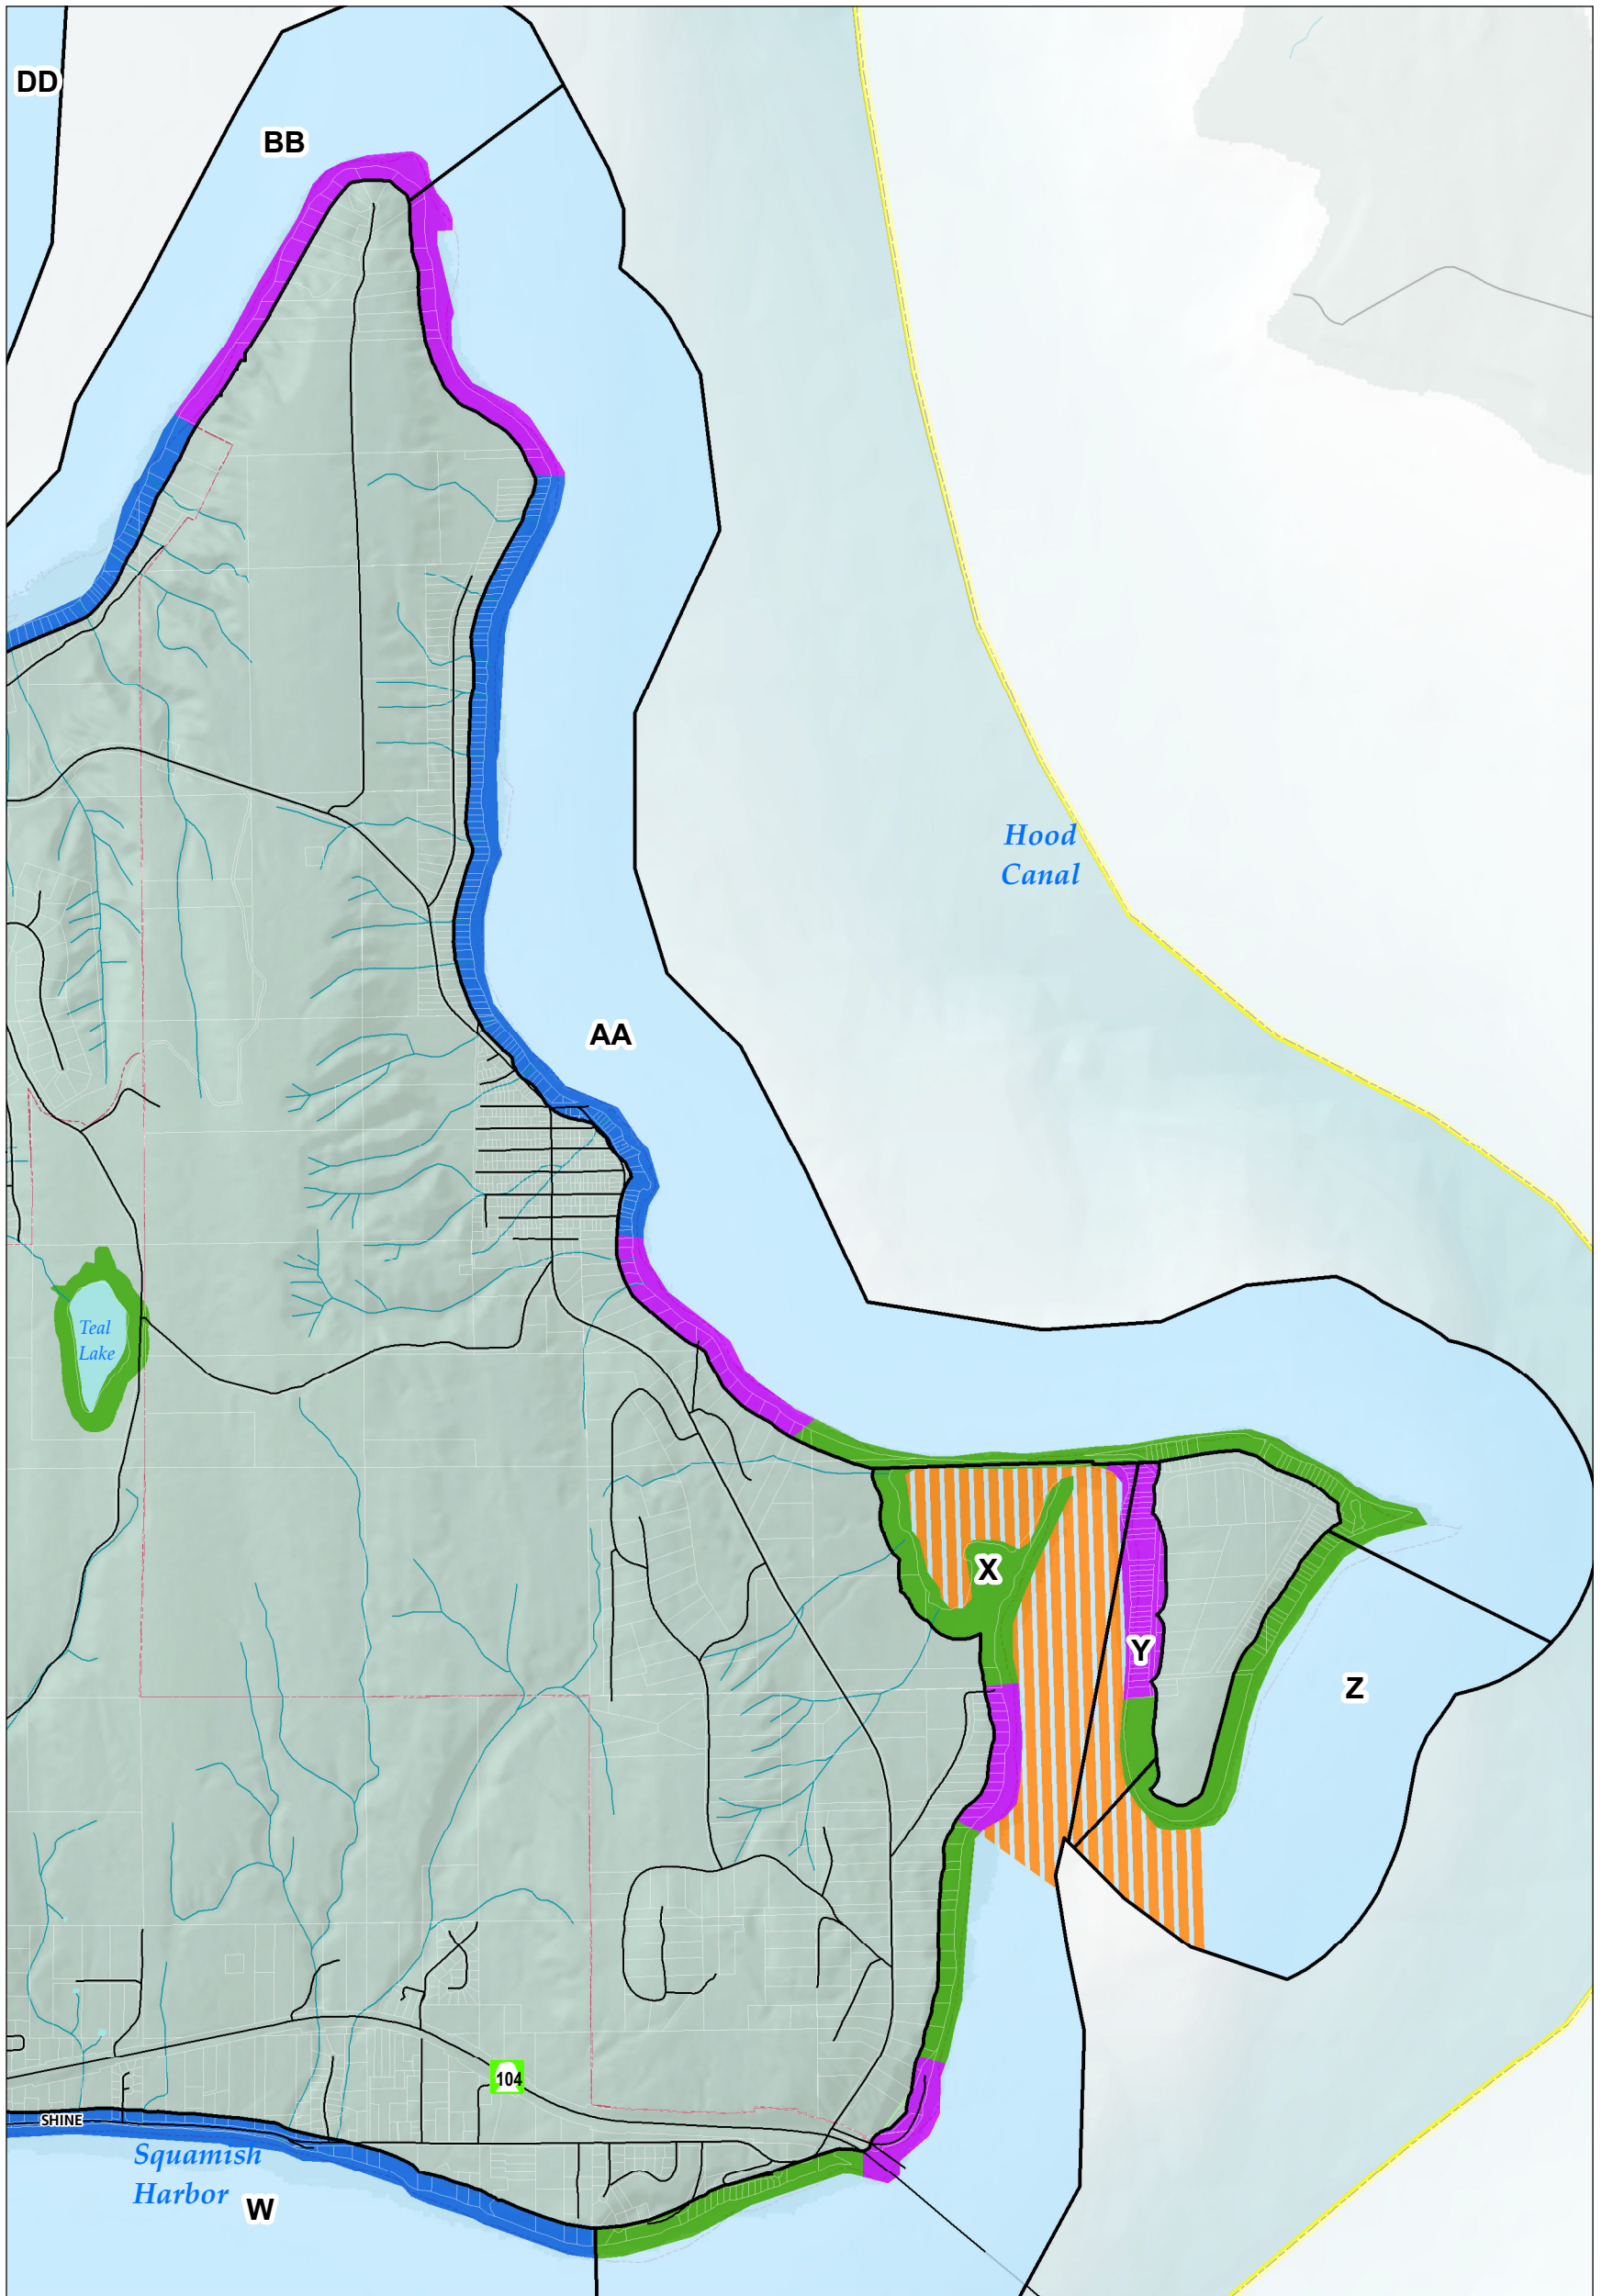 DD
BB
Hood
Canal
AA
Teal
Lake
X
Y
Z
104
SHINE
Squamish
Harbor
W